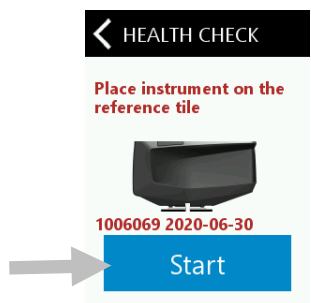 HEALTH CHECK
Place instrument on the
reference tile
1006069 2020-06-30
Start